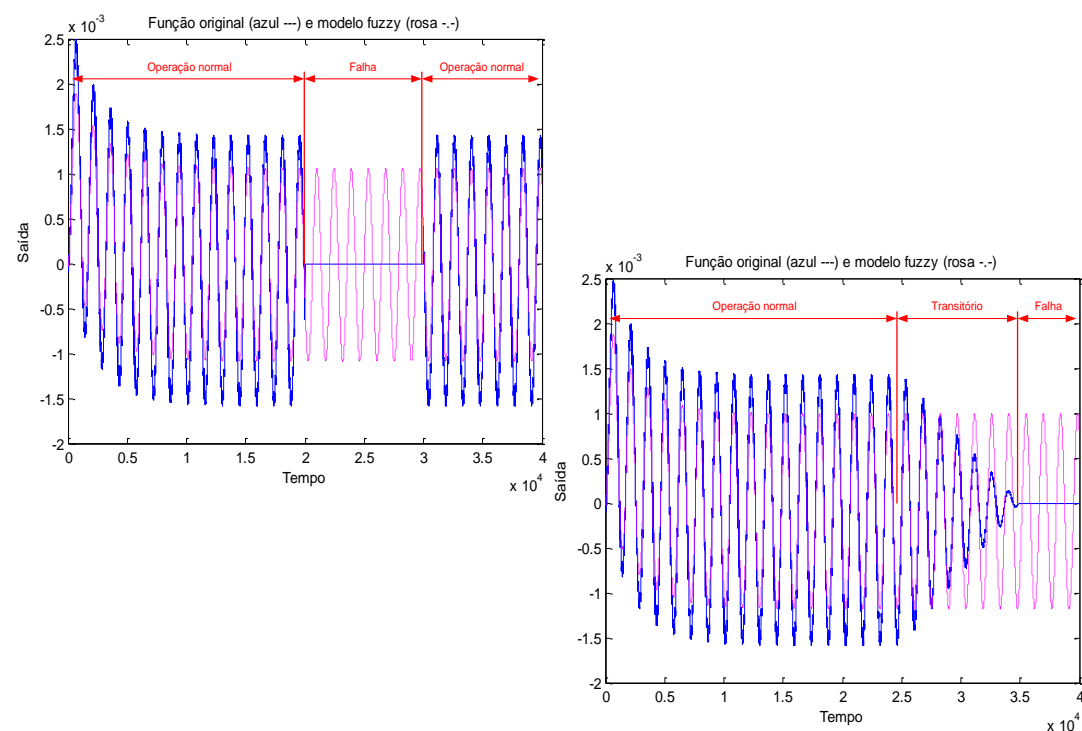 x 10^-3
Função original (azul ---) e modelo fuzzy (rosa -.-)
2.5
2
1.5
1
0.5
0
-0.5
-1
-1.5
-2
Saída
Operação normal
Falha
Operação normal
0 0.5 1 1.5 2 2.5 3 3.5 4
Tempo
x 10^4
x 10^-3
Função original (azul ---) e modelo fuzzy (rosa -.-)
2.5
2
1.5
1
0.5
0
-0.5
-1
-1.5
-2
Saída
Operação normal
Transitório
Falha
0 0.5 1 1.5 2 2.5 3 3.5 4
Tempo
x 10^4